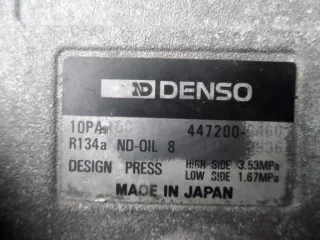 ND DENSO
10PA
R134a ND-OIL 8
DESIGN PRESS HIGH SIDE 3.53MPa
LOW SIDE 1.67MPa
MADE IN JAPAN